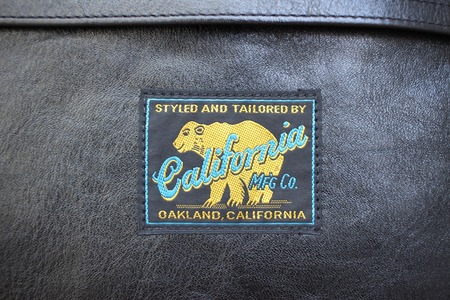 STYLED AND TAILORED BY
California
MFG Co.
OAKLAND, CALIFORNIA